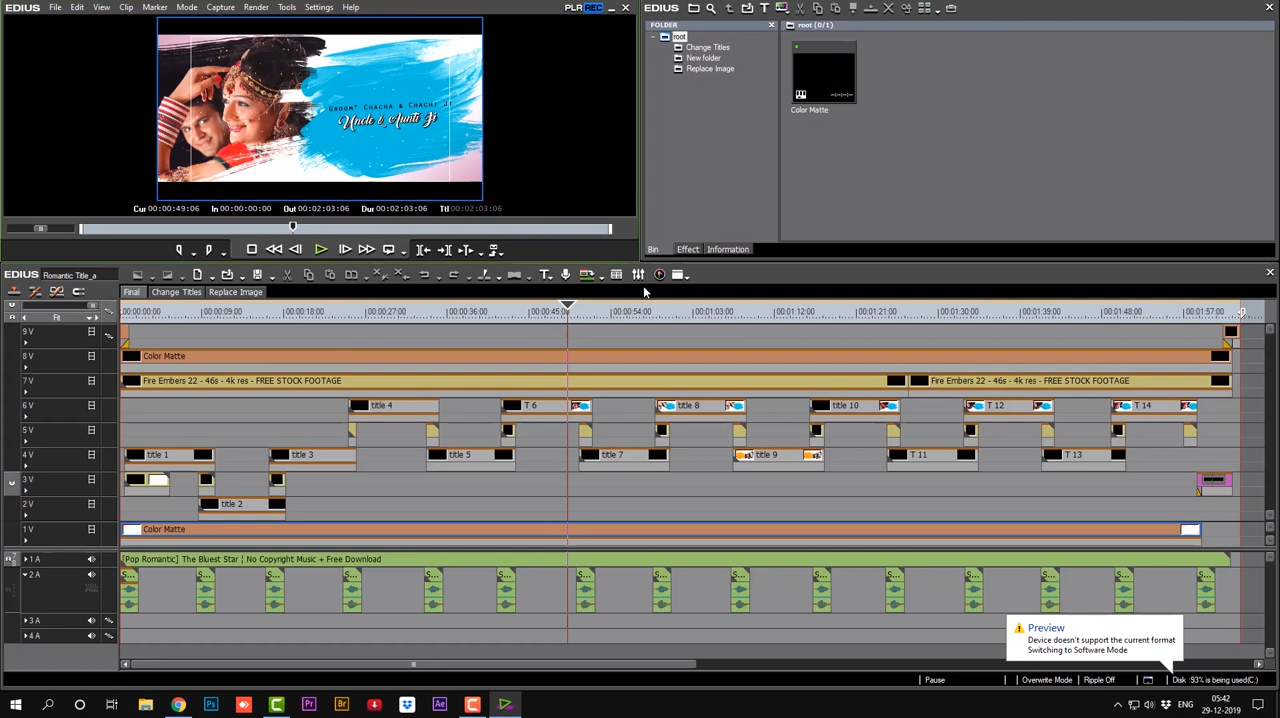 EDIUS File Edit View Clip Marker Mode Capture Render Tools Settings Help PLR REC
GROOM" CHACHA & CHACHI JI
Uncle & Aunti Ji
Cur 00:00:49:06 In 00:00:00:00 Out 00:02:03:06 Dur 00:02:03:06 Ttl 00:02:03:06
EDIUS
FOLDER
root
Change Titles
New folder
Replace Image
root (0/1)
Color Matte
Bin Effect Information
EDIUS Romantic Title_a
Final Change Titles Replace Image
Fit
00:00:00:00 00:00:09:00 00:00:18:00 00:00:27:00 00:00:36:00 00:00:45:00 00:00:54:00 00:01:03:00 00:01:12:00 00:01:21:00 00:01:30:00 00:01:39:00 00:01:48:00 00:01:57:00
9 V
8 V Color Matte
7 V Fire Embers 22 - 46s - 4k res - FREE STOCK FOOTAGE Fire Embers 22 - 46s - 4k res - FREE STOCK FOOTAGE
6 V title 4 T 6 title 8 title 10 T 12 T 14
5 V
4 V title 1 title 3 title 5 title 7 title 9 T 11 T 13
3 V
2 V title 2
1 V Color Matte
1 A [Pop Romantic] The Bluest Star ¦ No Copyright Music + Free Download
2 A S... S... S... S... S... S... S... S... S... S... S... S... S... S... S...
3 A
4 A
Preview
Device doesn't support the current format
Switching to Software Mode
Pause Overwrite Mode Ripple Off Disk :93% is being used(C:)
Ps Pr Br Ae ENG
05:42
29-12-2019